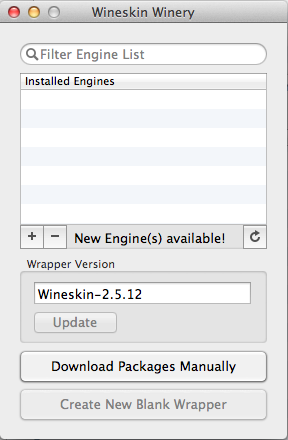 Wineskin Winery
Filter Engine List
Installed Engines
+ - New Engine(s) available!
Wrapper Version
Wineskin-2.5.12
Update
Download Packages Manually
Create New Blank Wrapper